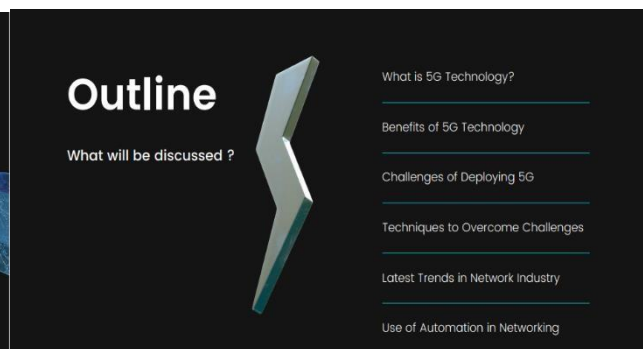 Outline
What will be discussed ?
What is 5G Technology?
Benefits of 5G Technology
Challenges of Deploying 5G
Techniques to Overcome Challenges
Latest Trends in Network Industry
Use of Automation in Networking